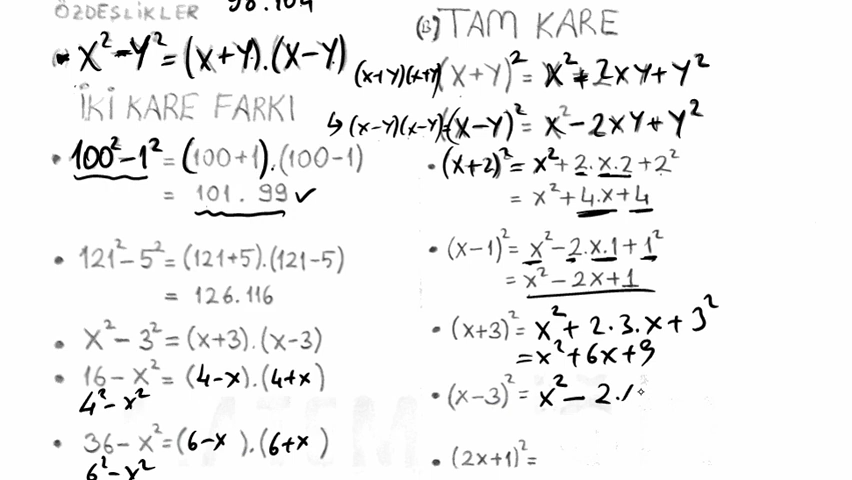 ÖZDEŞLİKLER 98.104
X² - Y² = (X+Y).(X-Y)
İKİ KARE FARKI
• 100² - 1² = (100+1).(100-1)
= 101.99 ✓
• 121² - 5² = (121+5).(121-5)
= 126.116
• X² - 3² = (X+3).(X-3)
• 16 - X² = (4-x).(4+x)
4² - x²
• 36 - X² = (6-x).(6+x)
6² - x²
(B) TAM KARE
(x+y)(x+y) (X+Y)² = X² + 2XY + Y²
↳ (X-Y)(X-Y) = (X-Y)² = X² - 2XY + Y²
• (X+2)² = X² + 2.X.2 + 2²
= X² + 4.X + 4
• (X-1)² = X² - 2.X.1 + 1²
= X² - 2X + 1
• (X+3)² = X² + 2.3.X + 3²
= X² + 6X + 9
• (X-3)² = X² - 2.
• (2X+1)² =